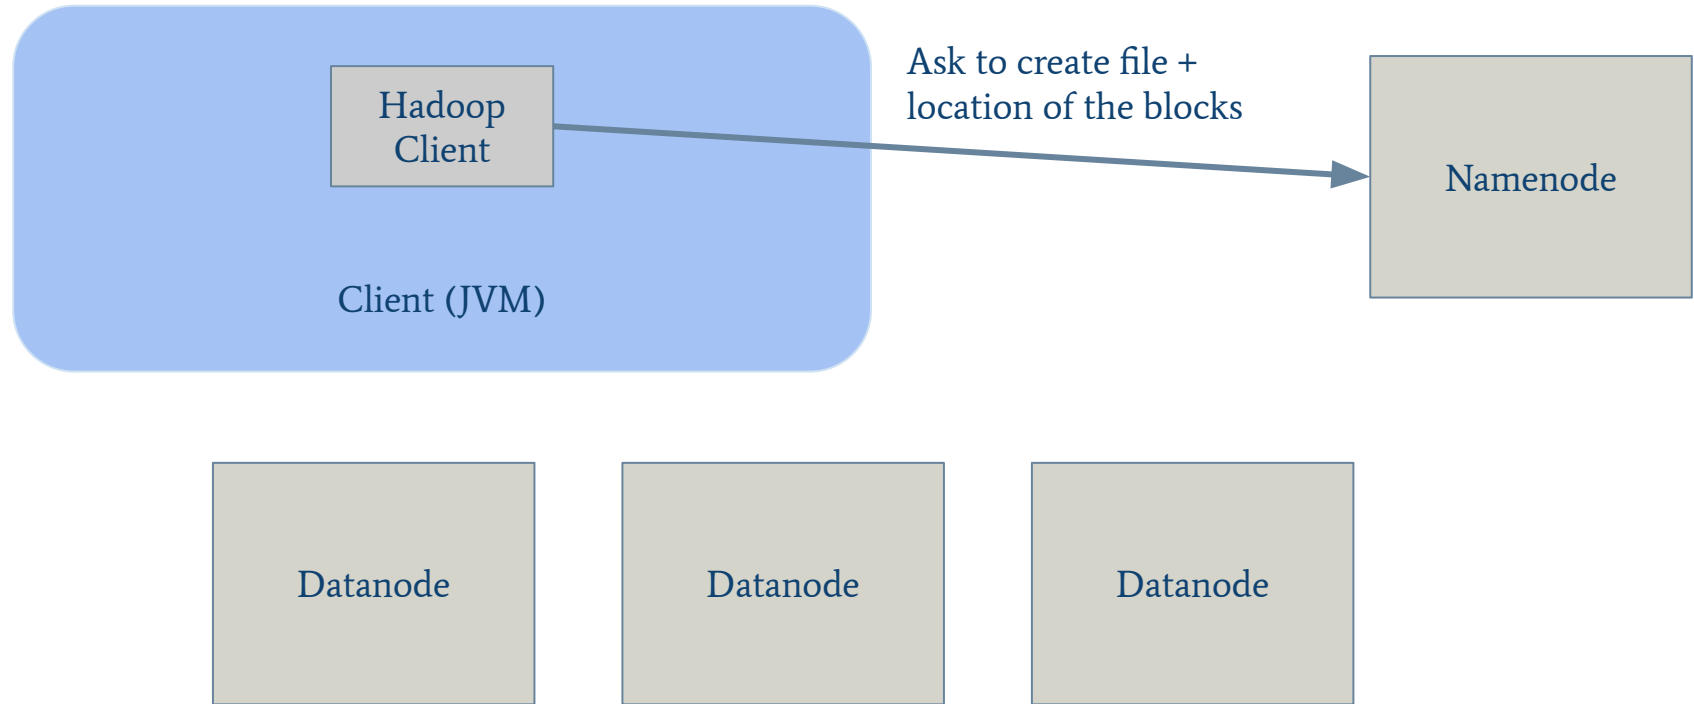 Hadoop
Client
Ask to create file +
location of the blocks
Namenode
Client (JVM)
Datanode
Datanode
Datanode